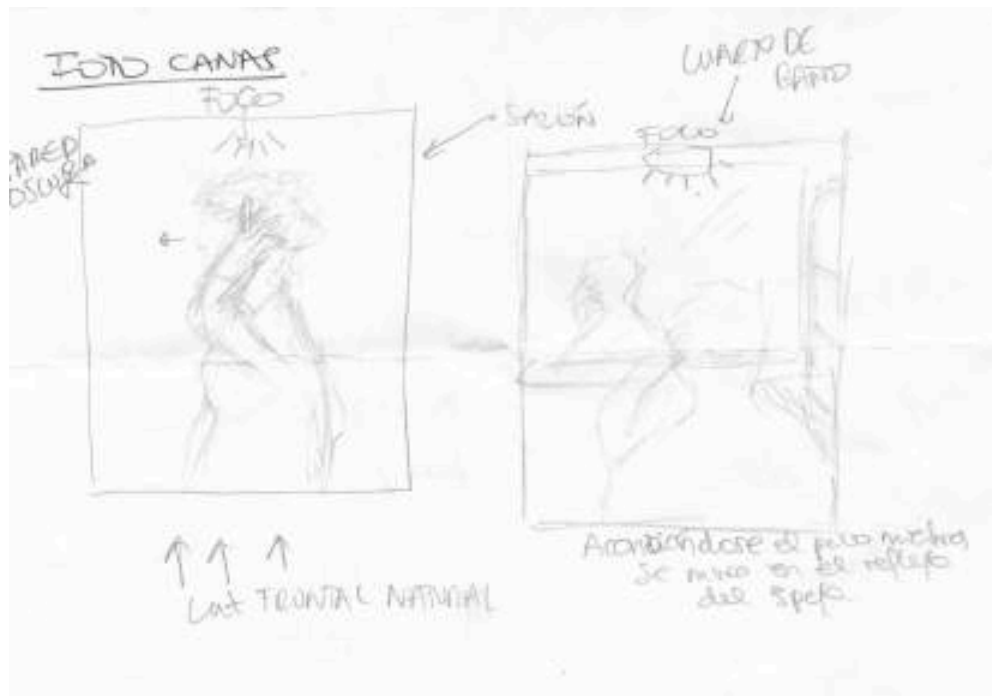 FOTO CANAS
FOCO
PARED
OSCURA
SALÓN
CUARTO DE
BAÑO
FOCO
LUZ FRONTAL NATURAL
Acariciándose el pelo mientras
se mira en el reflejo
del espejo.